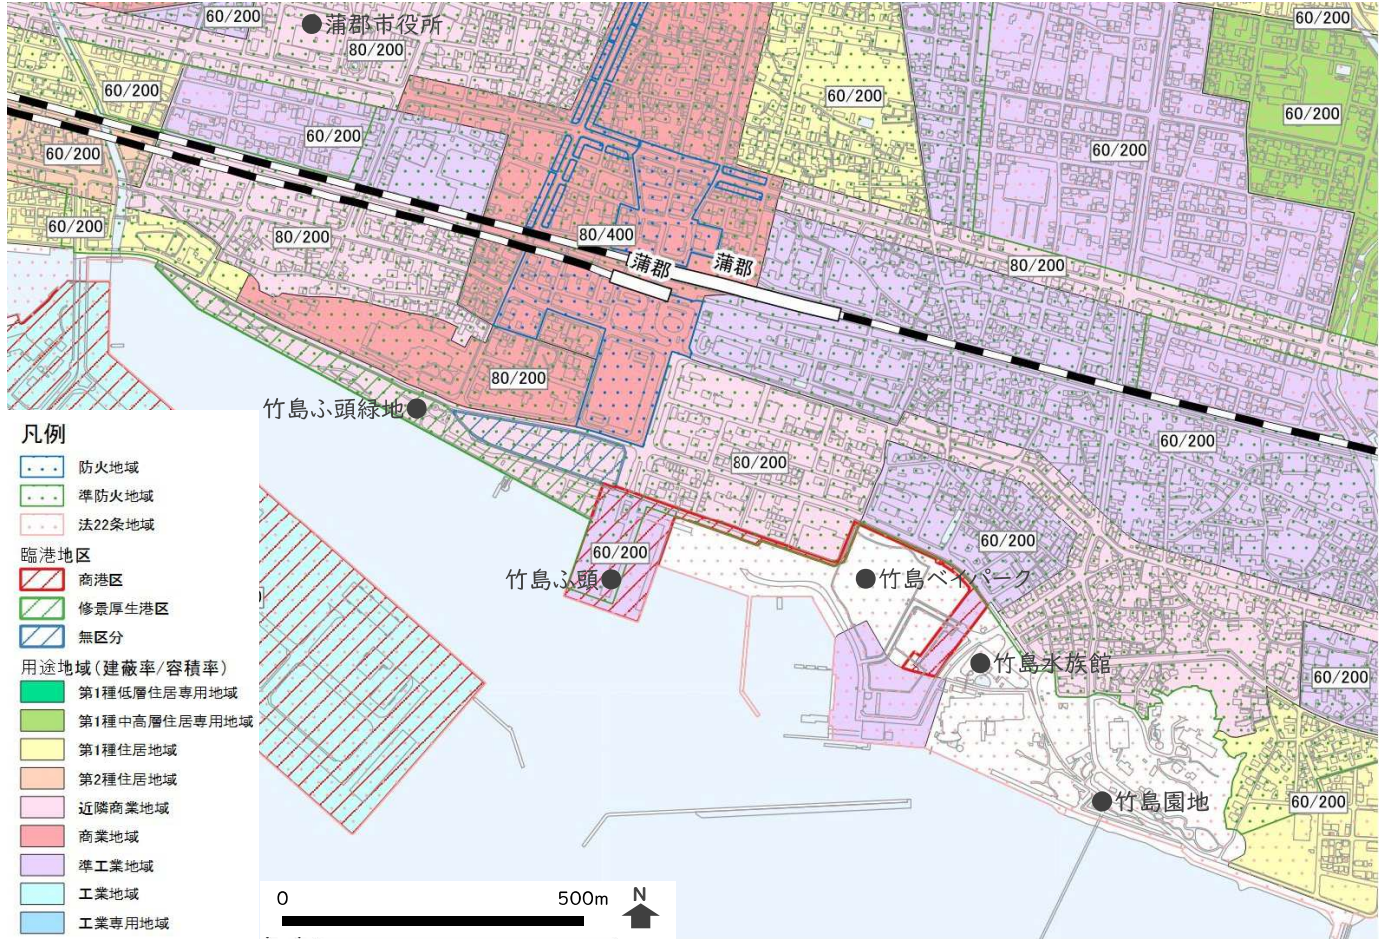 60/200
蒲郡市役所
80/200
60/200
60/200
60/200
60/200
60/200
60/200
60/200
60/200
80/200
80/400
蒲郡
蒲郡
80/200
80/200
竹島ふ頭緑地
60/200
80/200
60/200
60/200
竹島ふ頭
竹島ベイパーク
竹島水族館
60/200
竹島園地
60/200
凡例
防火地域
準防火地域
法22条地域
臨港地区
商港区
修景厚生港区
無区分
用途地域(建蔽率/容積率)
第1種低層住居専用地域
第1種中高層住居専用地域
第1種住居地域
第2種住居地域
近隣商業地域
商業地域
準工業地域
工業地域
工業専用地域
0 500m
N